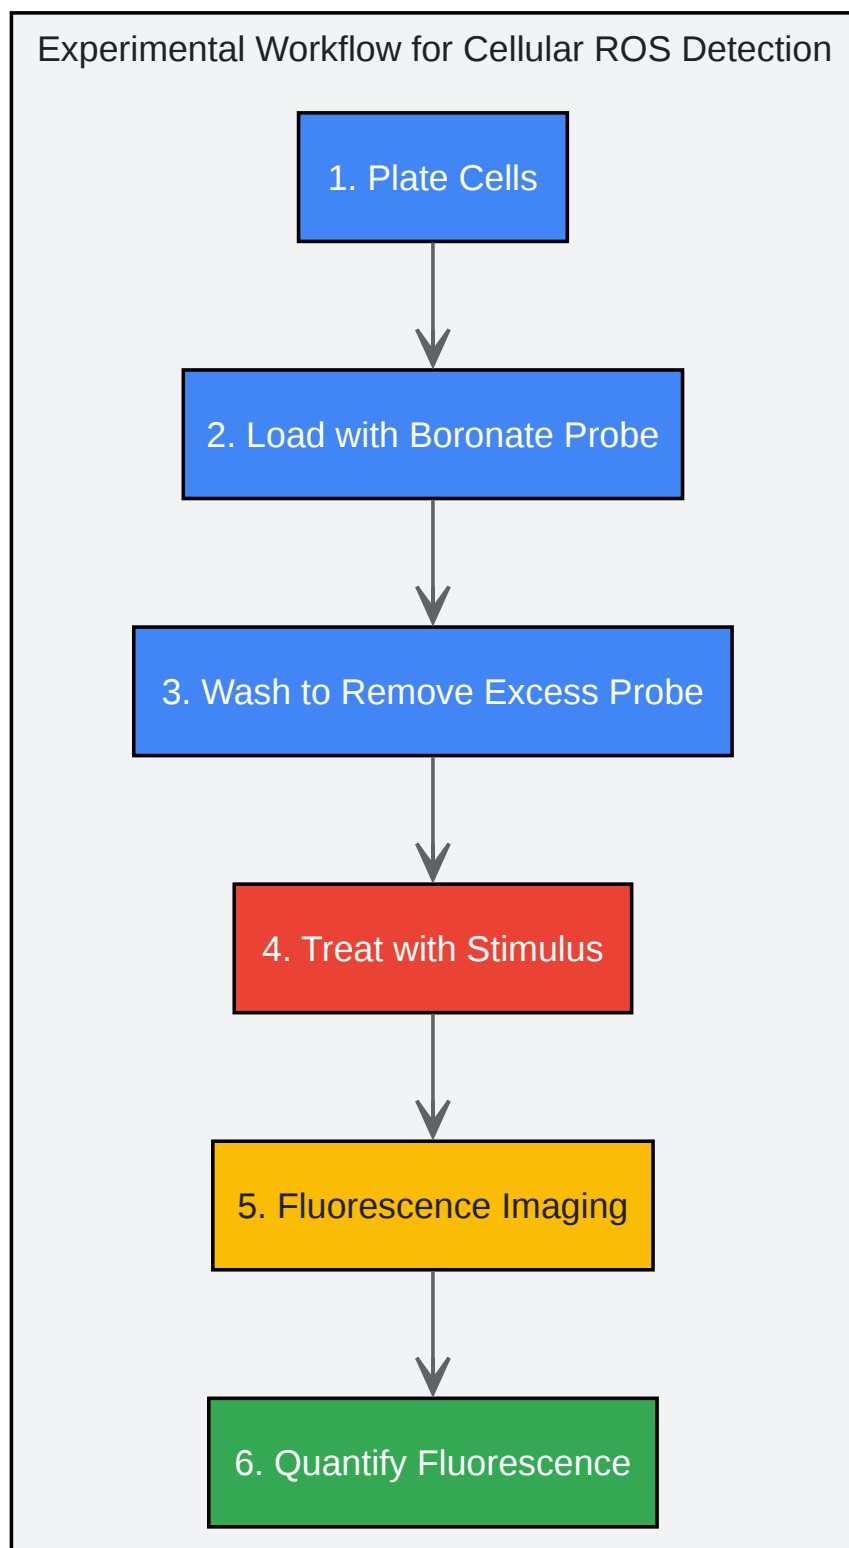 Experimental Workflow for Cellular ROS Detection
1. Plate Cells
2. Load with Boronate Probe
3. Wash to Remove Excess Probe
4. Treat with Stimulus
5. Fluorescence Imaging
6. Quantify Fluorescence